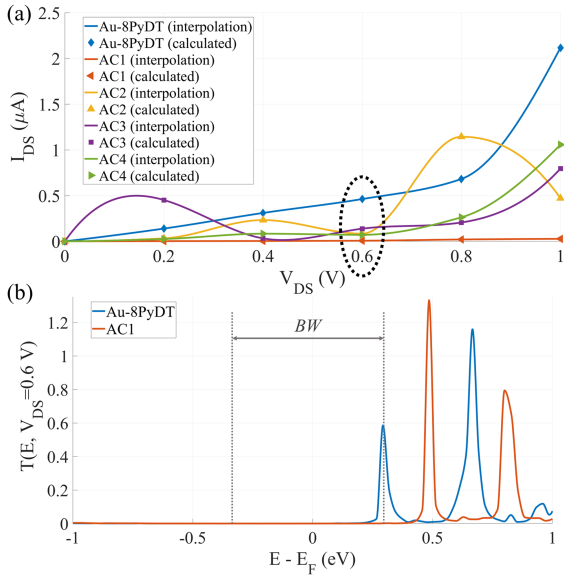 (a)
2.5
2
1.5
1
0.5
0
I_DS (μA)
Au-8PyDT (interpolation)
Au-8PyDT (calculated)
AC1 (interpolation)
AC1 (calculated)
AC2 (interpolation)
AC2 (calculated)
AC3 (interpolation)
AC3 (calculated)
AC4 (interpolation)
AC4 (calculated)
0 0.2 0.4 0.6 0.8 1
V_DS (V)
(b)
Au-8PyDT
AC1
BW
T(E, V_DS=0.6 V)
1.2
1
0.8
0.6
0.4
0.2
0
-1 -0.5 0 0.5 1
E - E_F (eV)